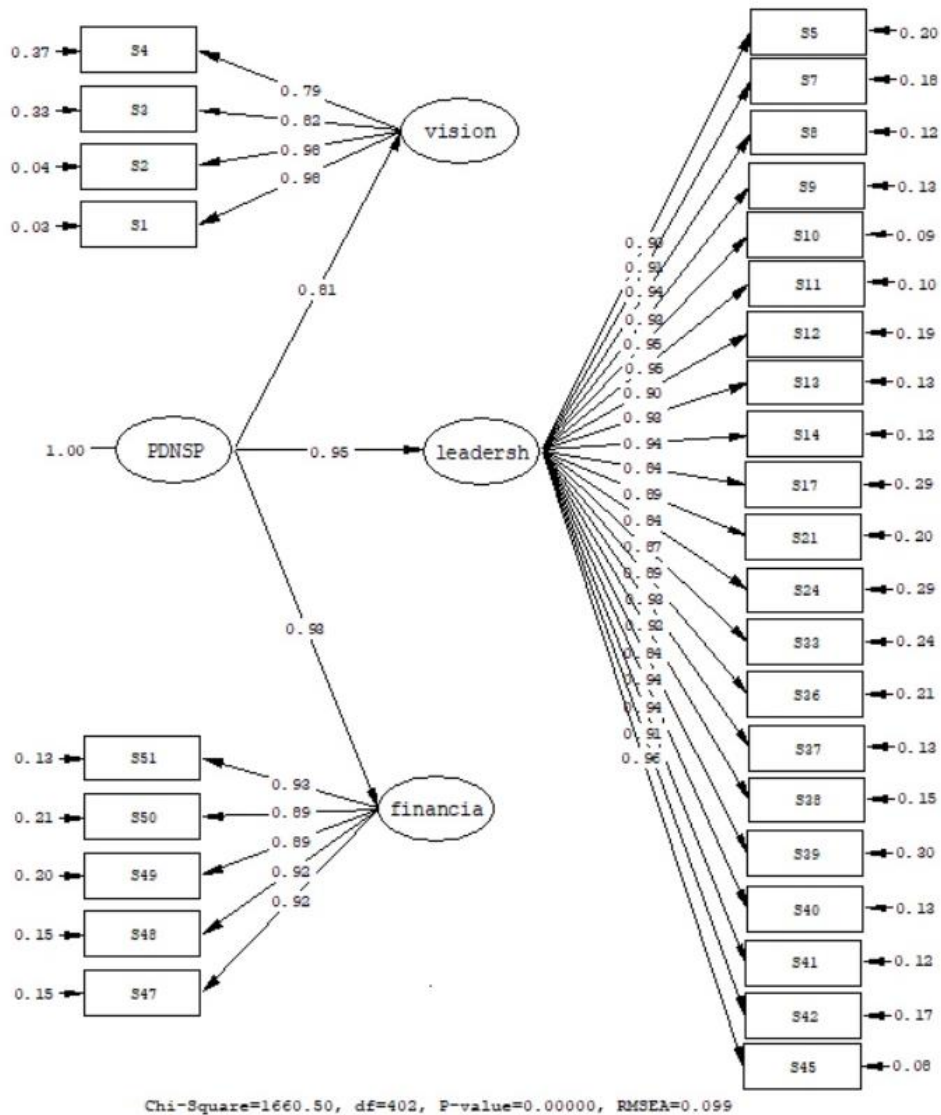 0.37
S4
0.33
S3
0.04
S2
0.03
S1
0.79
0.82
0.98
0.98
vision
0.81
1.00
PDNSP
0.95
leadersh
0.93
0.13
S51
0.21
S50
0.20
S49
0.15
S48
0.15
S47
0.93
0.89
0.89
0.92
0.92
financia
0.90
0.91
0.94
0.93
0.95
0.95
0.90
0.93
0.94
0.84
0.89
0.84
0.87
0.89
0.93
0.92
0.84
0.94
0.94
0.91
0.96
S5
0.20
S7
0.18
S8
0.12
S9
0.13
S10
0.09
S11
0.10
S12
0.19
S13
0.13
S14
0.12
S17
0.29
S21
0.20
S24
0.29
S33
0.24
S36
0.21
S37
0.13
S38
0.15
S39
0.30
S40
0.13
S41
0.12
S42
0.17
S45
0.08
Chi-Square=1660.50, df=402, P-value=0.00000, RMSEA=0.099